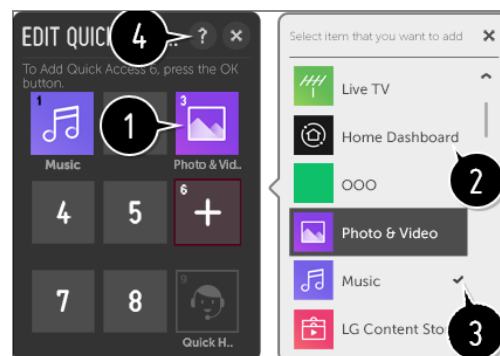 EDIT QUIC 4 .. ? ×
To Add Quick Access 6, press the OK
button.
1 3
1
Music Photo & Vid..
4 5 6 +
7 8 9
Quick H..
Select item that you want to add ×
Live TV
Home Dashboard
2
OOO
Photo & Video
Music ✓
LG Content Sto
3